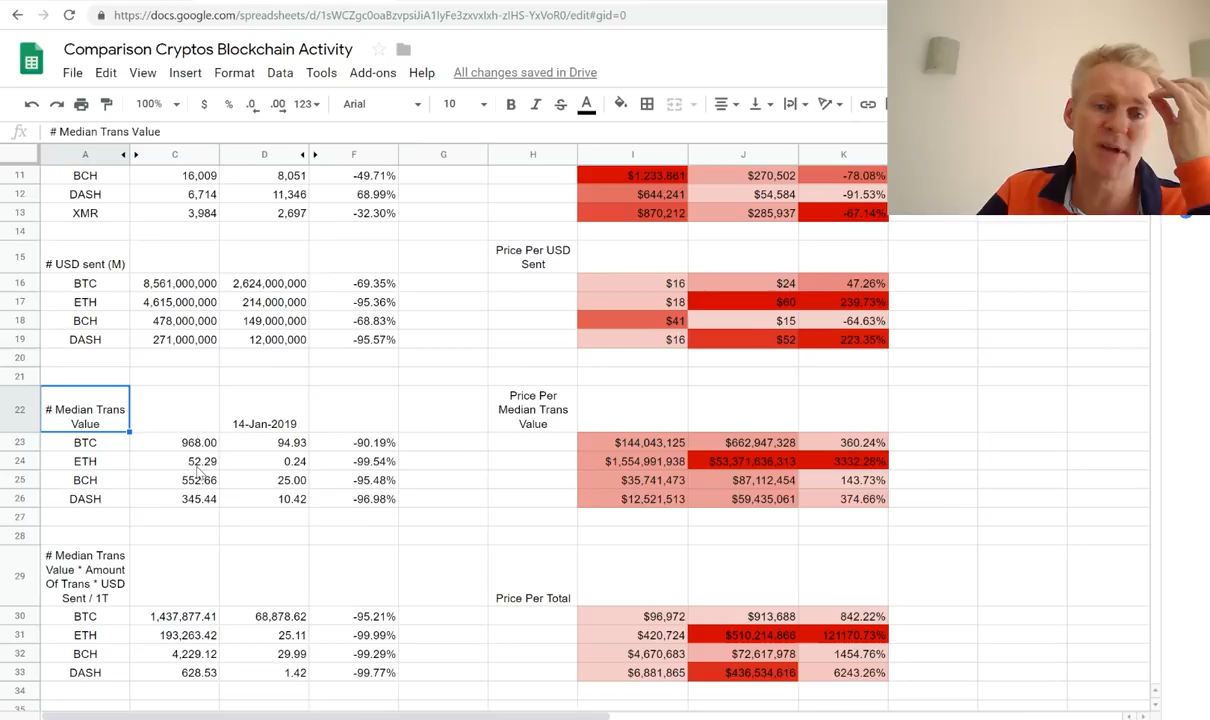 https://docs.google.com/spreadsheets/d/1sWCZgc0oaBzvpsiJiA1IyFe3zxvxIxh-zIHS-YxVoR0/edit#gid=0
Comparison Cryptos Blockchain Activity
File Edit View Insert Format Data Tools Add-ons Help All changes saved in Drive
100% $ % .0 .00 123 Arial 10 B I S A
fx # Median Trans Value
A C D F G H I J K
11 BCH 16,009 8,051 -49.71% $1,233,861 $270,502 -78.08%
12 DASH 6,714 11,346 68.99% $644,241 $54,584 -91.53%
13 XMR 3,984 2,697 -32.30% $870,212 $285,937 -67.14%
14
15 # USD sent (M) Price Per USD
Sent
16 BTC 8,561,000,000 2,624,000,000 -69.35% $16 $24 47.26%
17 ETH 4,615,000,000 214,000,000 -95.36% $18 $60 239.73%
18 BCH 478,000,000 149,000,000 -68.83% $41 $15 -64.63%
19 DASH 271,000,000 12,000,000 -95.57% $16 $52 223.35%
20
21
22 # Median Trans
Value 14-Jan-2019 Price Per
Median Trans
Value
23 BTC 968.00 94.93 -90.19% $144,043,125 $662,947,328 360.24%
24 ETH 52.29 0.24 -99.54% $1,554,991,938 $53,371,636,313 3332.28%
25 BCH 552.66 25.00 -95.48% $35,741,473 $87,112,454 143.73%
26 DASH 345.44 10.42 -96.98% $12,521,513 $59,435,061 374.66%
27
28
29 # Median Trans
Value * Amount
Of Trans * USD
Sent / 1T Price Per Total
30 BTC 1,437,877.41 68,878.62 -95.21% $96,972 $913,688 842.22%
31 ETH 193,263.42 25.11 -99.99% $420,724 $510,214,866 121170.73%
32 BCH 4,229.12 29.99 -99.29% $4,670,683 $72,617,978 1454.76%
33 DASH 628.53 1.42 -99.77% $6,881,865 $436,534,616 6243.26%
34
35